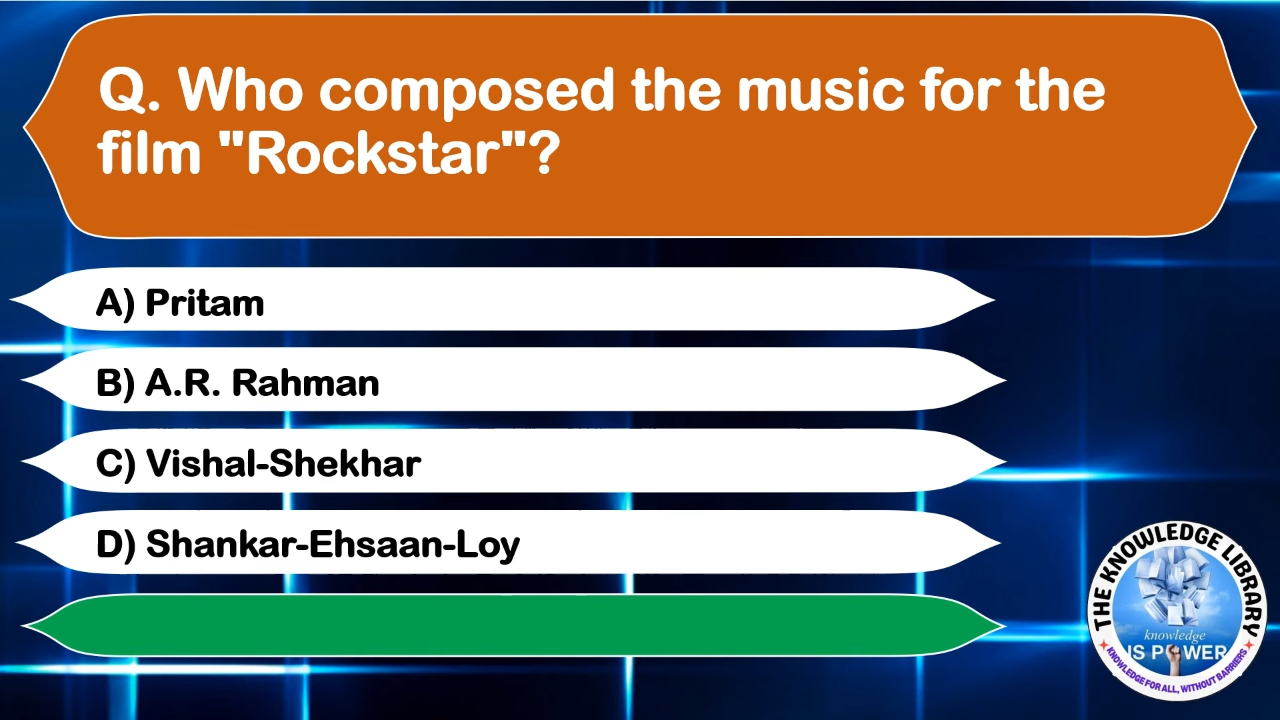 Q. Who composed the music for the
film "Rockstar"?
A) Pritam
B) A.R. Rahman
C) Vishal-Shekhar
D) Shankar-Ehsaan-Loy
THE KNOWLEDGE LIBRARY
knowledge
IS POWER
KNOWLEDGE FOR ALL, WITHOUT BARRIERS